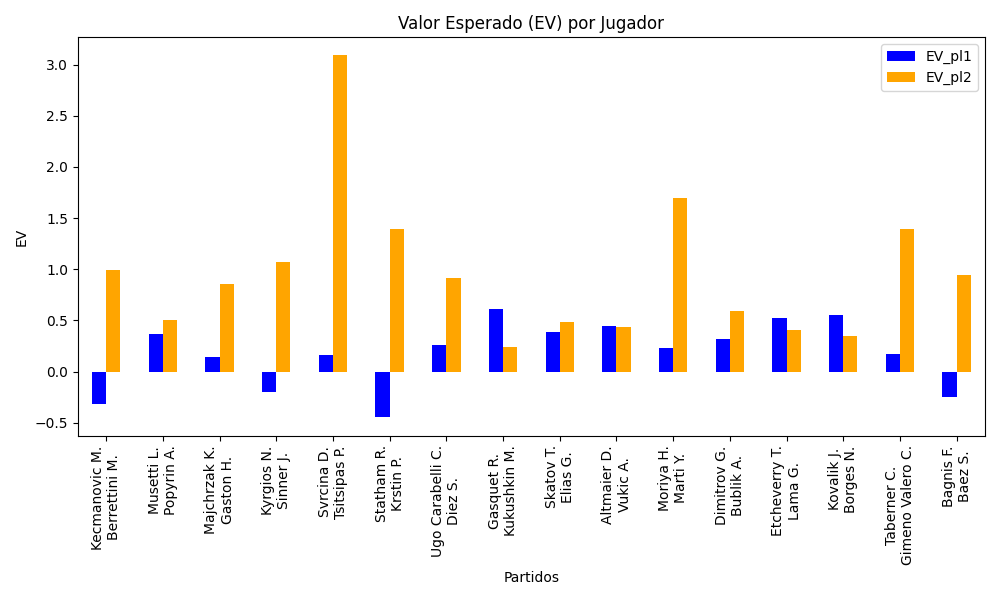 Valor Esperado (EV) por Jugador
EV_pl1
EV_pl2
EV
3.0
2.5
2.0
1.5
1.0
0.5
0.0
−0.5
Kecmanovic M.
Berrettini M.
Musetti L.
Popyrin A.
Majchrzak K.
Gaston H.
Kyrgios N.
Sinner J.
Svrcina D.
Tsitsipas P.
Statham R.
Krstin P.
Ugo Carabelli C.
Diez S.
Gasquet R.
Kukushkin M.
Skatov T.
Elias G.
Altmaier D.
Vukic A.
Moriya H.
Marti Y.
Dimitrov G.
Bublik A.
Etcheverry T.
Lama G.
Kovalik J.
Borges N.
Taberner C.
Gimeno Valero C.
Bagnis F.
Baez S.
Partidos